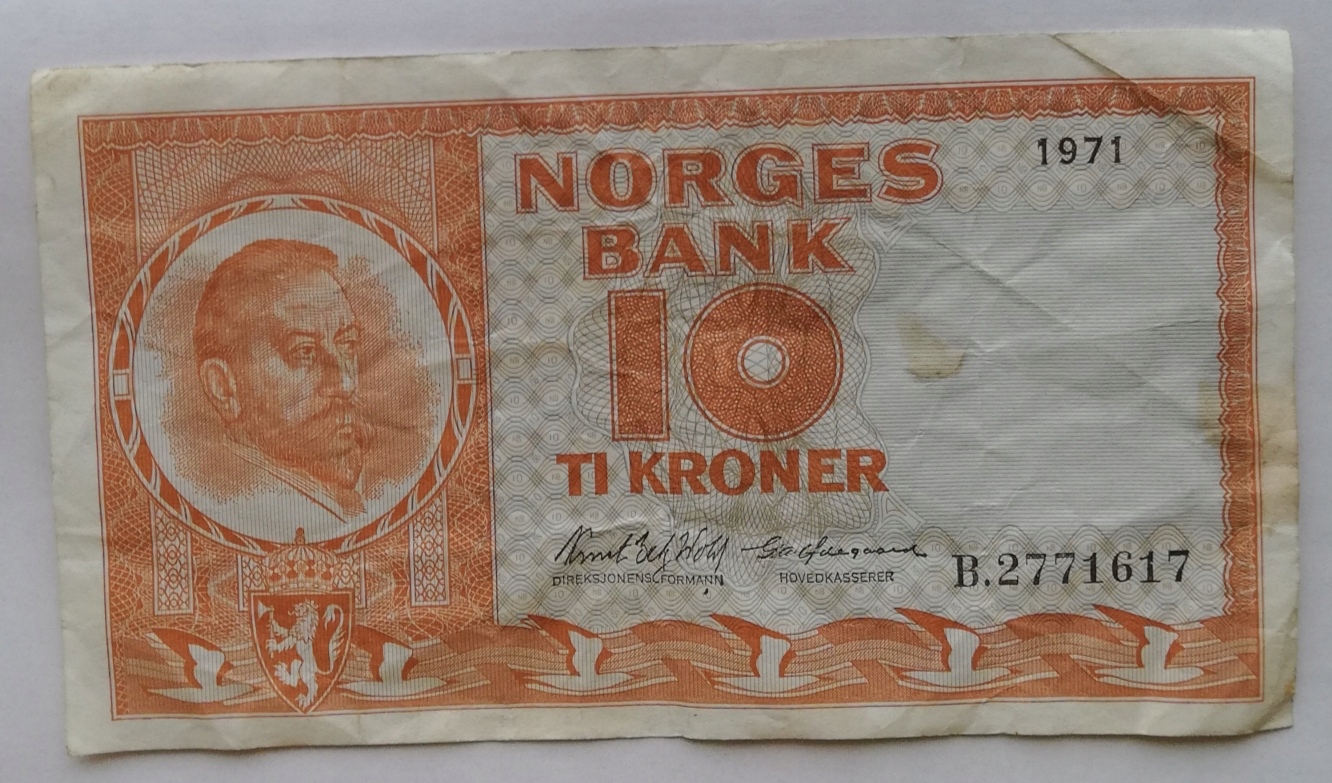 NORGES
1971
BANK
10
TI KRONER
DIREKSJONENS FORMANN
HOVEDKASSERER
B.2771617